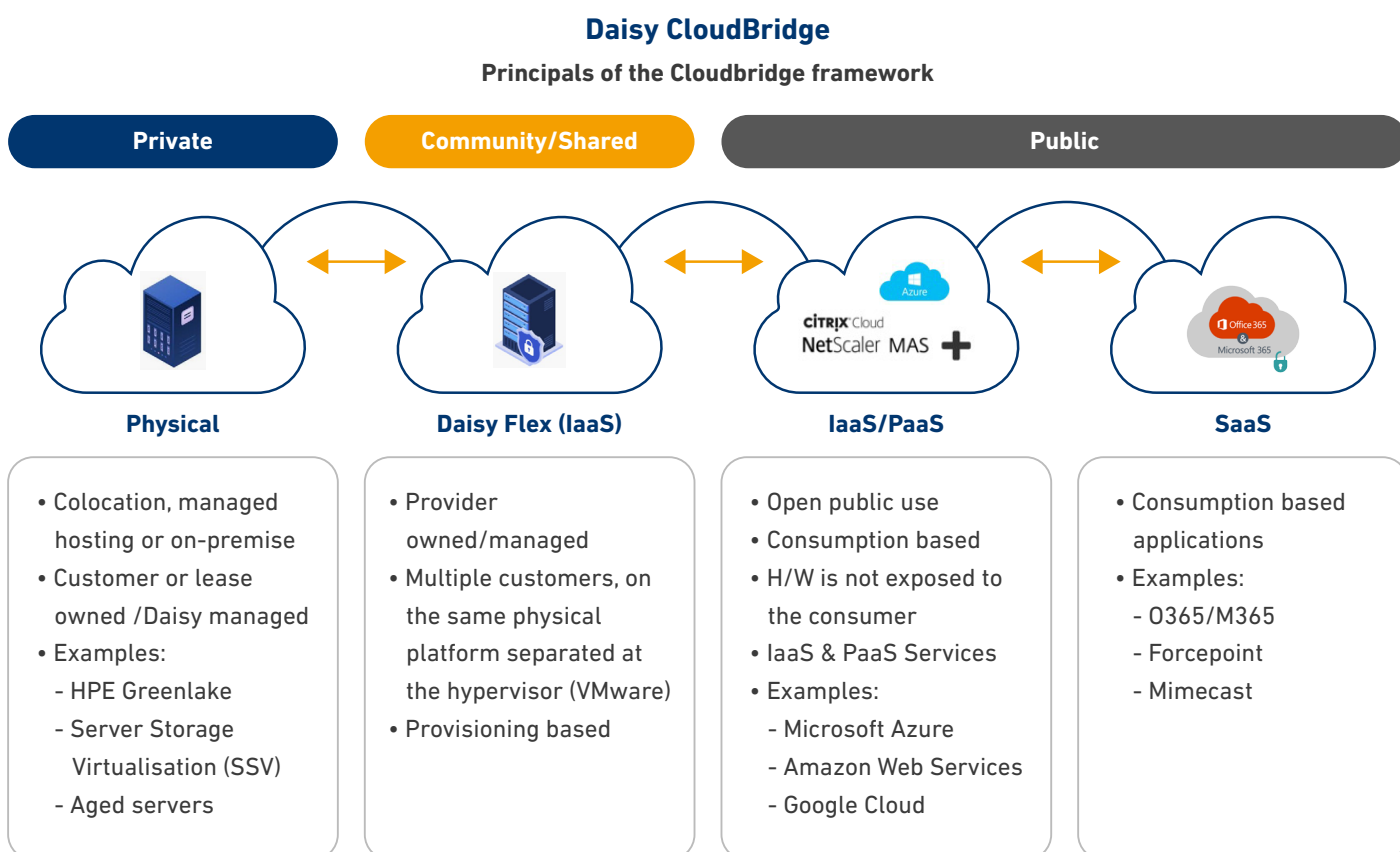 Daisy CloudBridge
Principals of the Cloudbridge framework
Private
Community/Shared
Public
Azure
CITRIX Cloud
NetScaler MAS
Office 365
&
Microsoft 365
Physical
Daisy Flex (IaaS)
IaaS/PaaS
SaaS
• Colocation, managed
hosting or on-premise
• Customer or lease
owned /Daisy managed
• Examples:
- HPE Greenlake
- Server Storage
Virtualisation (SSV)
- Aged servers
• Provider
owned/managed
• Multiple customers, on
the same physical
platform separated at
the hypervisor (VMware)
• Provisioning based
• Open public use
• Consumption based
• H/W is not exposed to
the consumer
• IaaS & PaaS Services
• Examples:
- Microsoft Azure
- Amazon Web Services
- Google Cloud
• Consumption based
applications
• Examples:
- O365/M365
- Forcepoint
- Mimecast